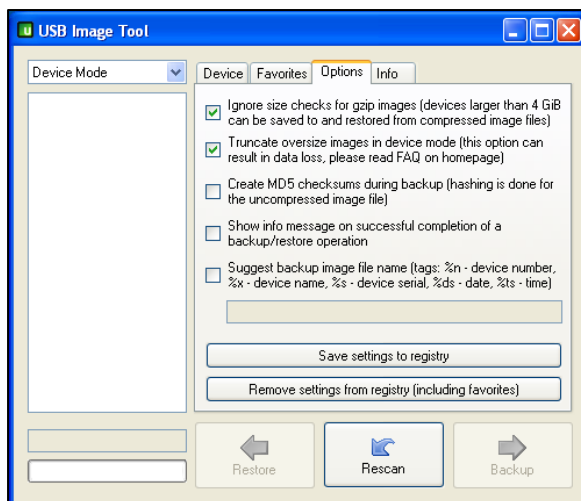 USB Image Tool
Device Mode
Device Favorites Options Info
Ignore size checks for gzip images (devices larger than 4 GiB
can be saved to and restored from compressed image files)
Truncate oversize images in device mode (this option can
result in data loss, please read FAQ on homepage)
Create MD5 checksums during backup (hashing is done for
the uncompressed image file)
Show info message on successful completion of a
backup/restore operation
Suggest backup image file name (tags: %n - device number,
%x - device name, %s - device serial, %ds - date, %ts - time)
Save settings to registry
Remove settings from registry (including favorites)
Restore Rescan Backup